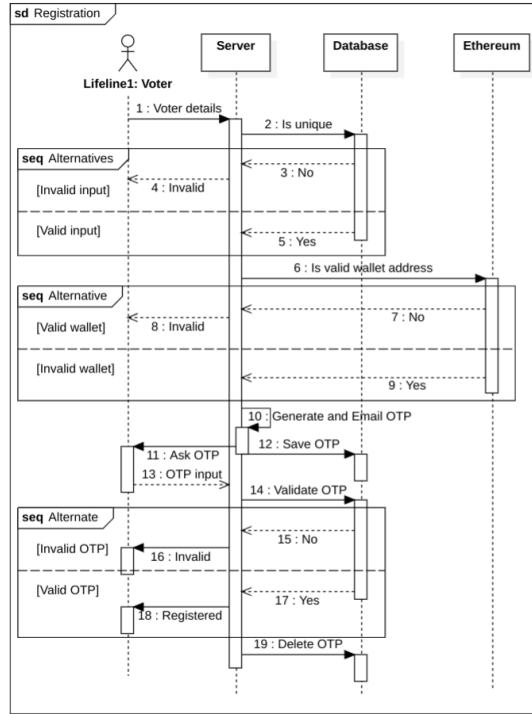 sd Registration
Server
Database
Ethereum
Lifeline1: Voter
1 : Voter details
2 : Is unique
seq Alternatives
3 : No
4 : Invalid
[Invalid input]
[Valid input]
5 : Yes
6 : Is valid wallet address
seq Alternative
7 : No
8 : Invalid
[Valid wallet]
[Invalid wallet]
9 : Yes
10 : Generate and Email OTP
11 : Ask OTP
12 : Save OTP
13 : OTP input
14 : Validate OTP
seq Alternate
15 : No
[Invalid OTP]
16 : Invalid
[Valid OTP]
17 : Yes
18 : Registered
19 : Delete OTP